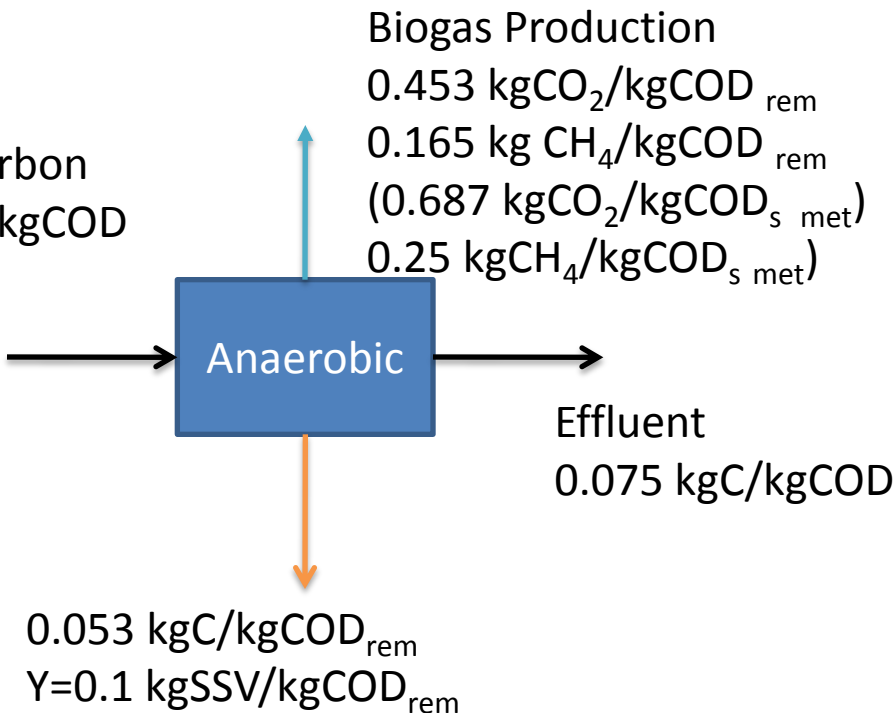 Biogas Production
0.453 kgCO₂/kgCOD rem
0.165 kg CH₄/kgCOD rem
(0.687 kgCO₂/kgCODs met)
0.25 kgCH₄/kgCODs met)
rbon
kgCOD
Anaerobic
Effluent
0.075 kgC/kgCOD
0.053 kgC/kgCODrem
Y=0.1 kgSSV/kgCODrem